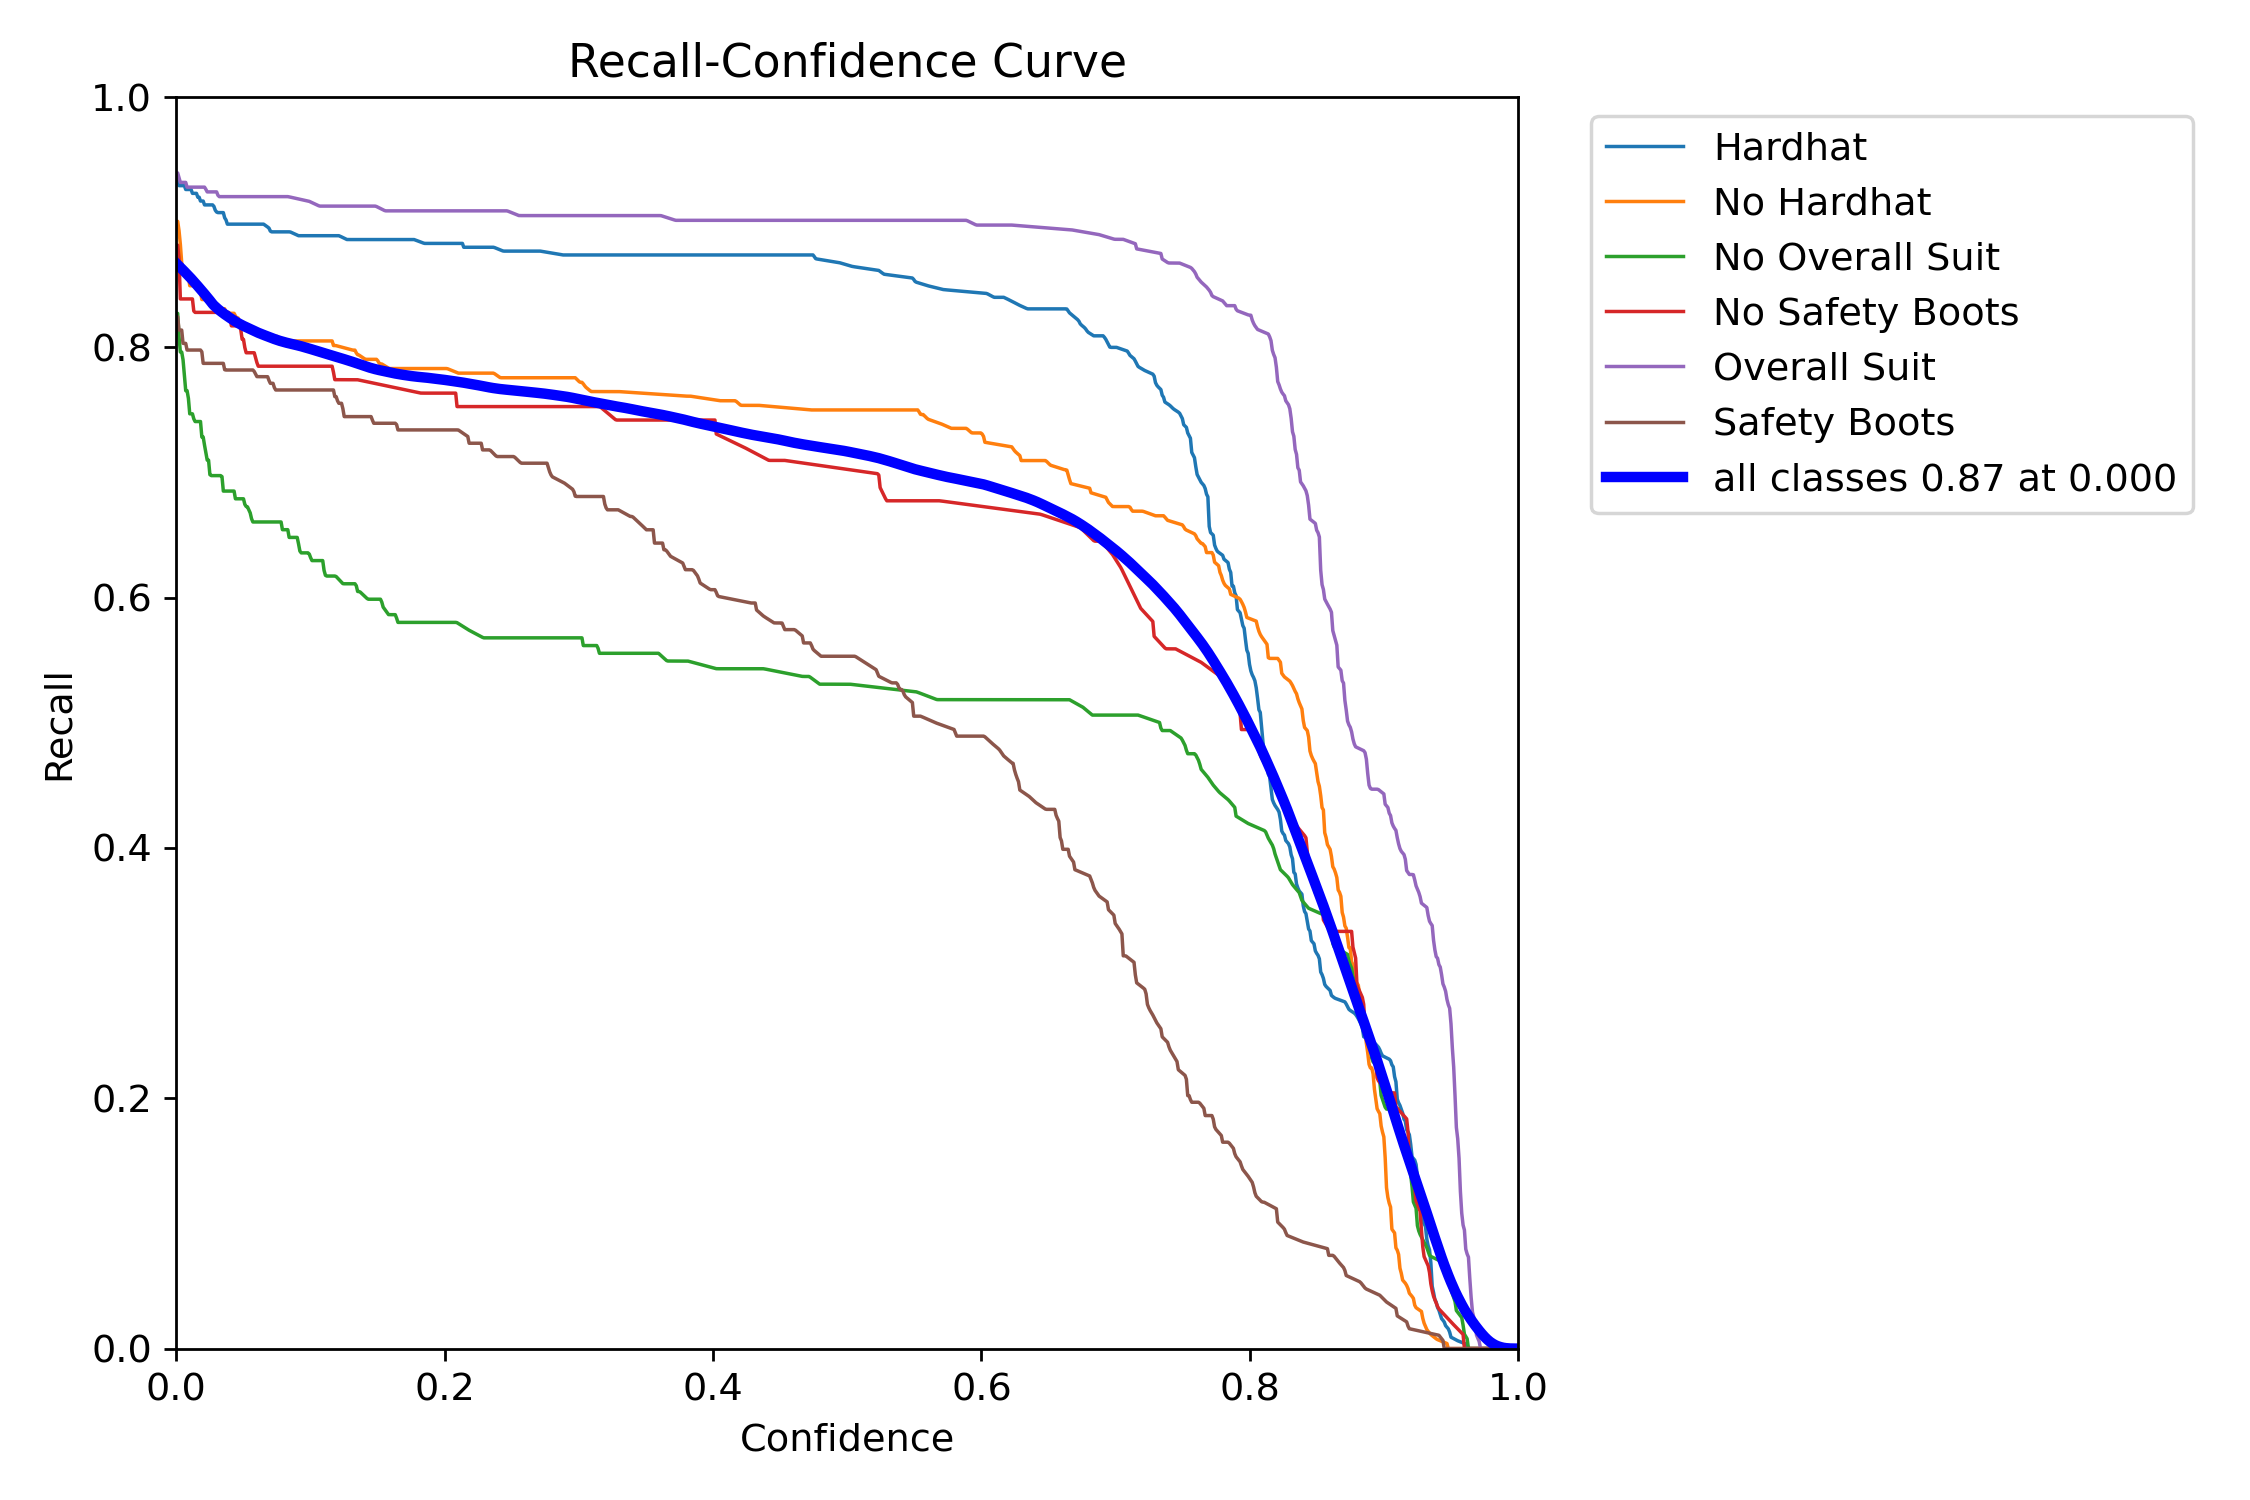 Recall-Confidence Curve
1.0
0.8
0.6
0.4
0.2
0.0
Recall
0.0 0.2 0.4 0.6 0.8 1.0
Confidence
Hardhat
No Hardhat
No Overall Suit
No Safety Boots
Overall Suit
Safety Boots
all classes 0.87 at 0.000